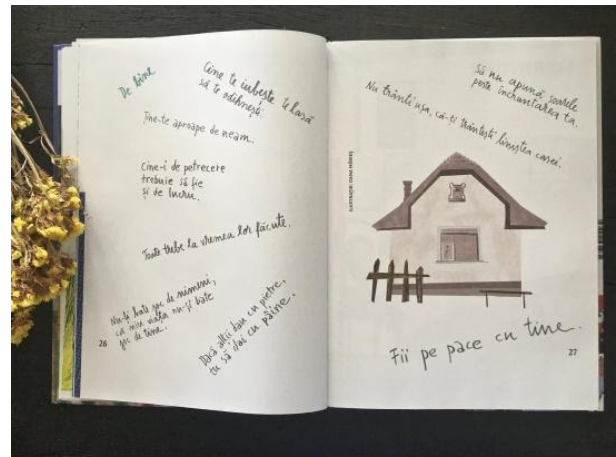 De bine
Cine te iubește te lasă
să te odihnești.
Ține-te aproape de neam.
Cine-i de petrecere
trebuie să fie
și de lucru.
Toate trebe la vremea lor făcute.
Nu-ți bate joc de nimeni,
ca nici viața nu-și bate
joc de tine.
Dacă alții dau cu pietre,
tu să dai cu pâine.
26
Să nu apună soarele
peste încruntarea ta.
Nu trânti ușa, că-ți trântești liniștea casei.
Fii pe pace cu tine.
27